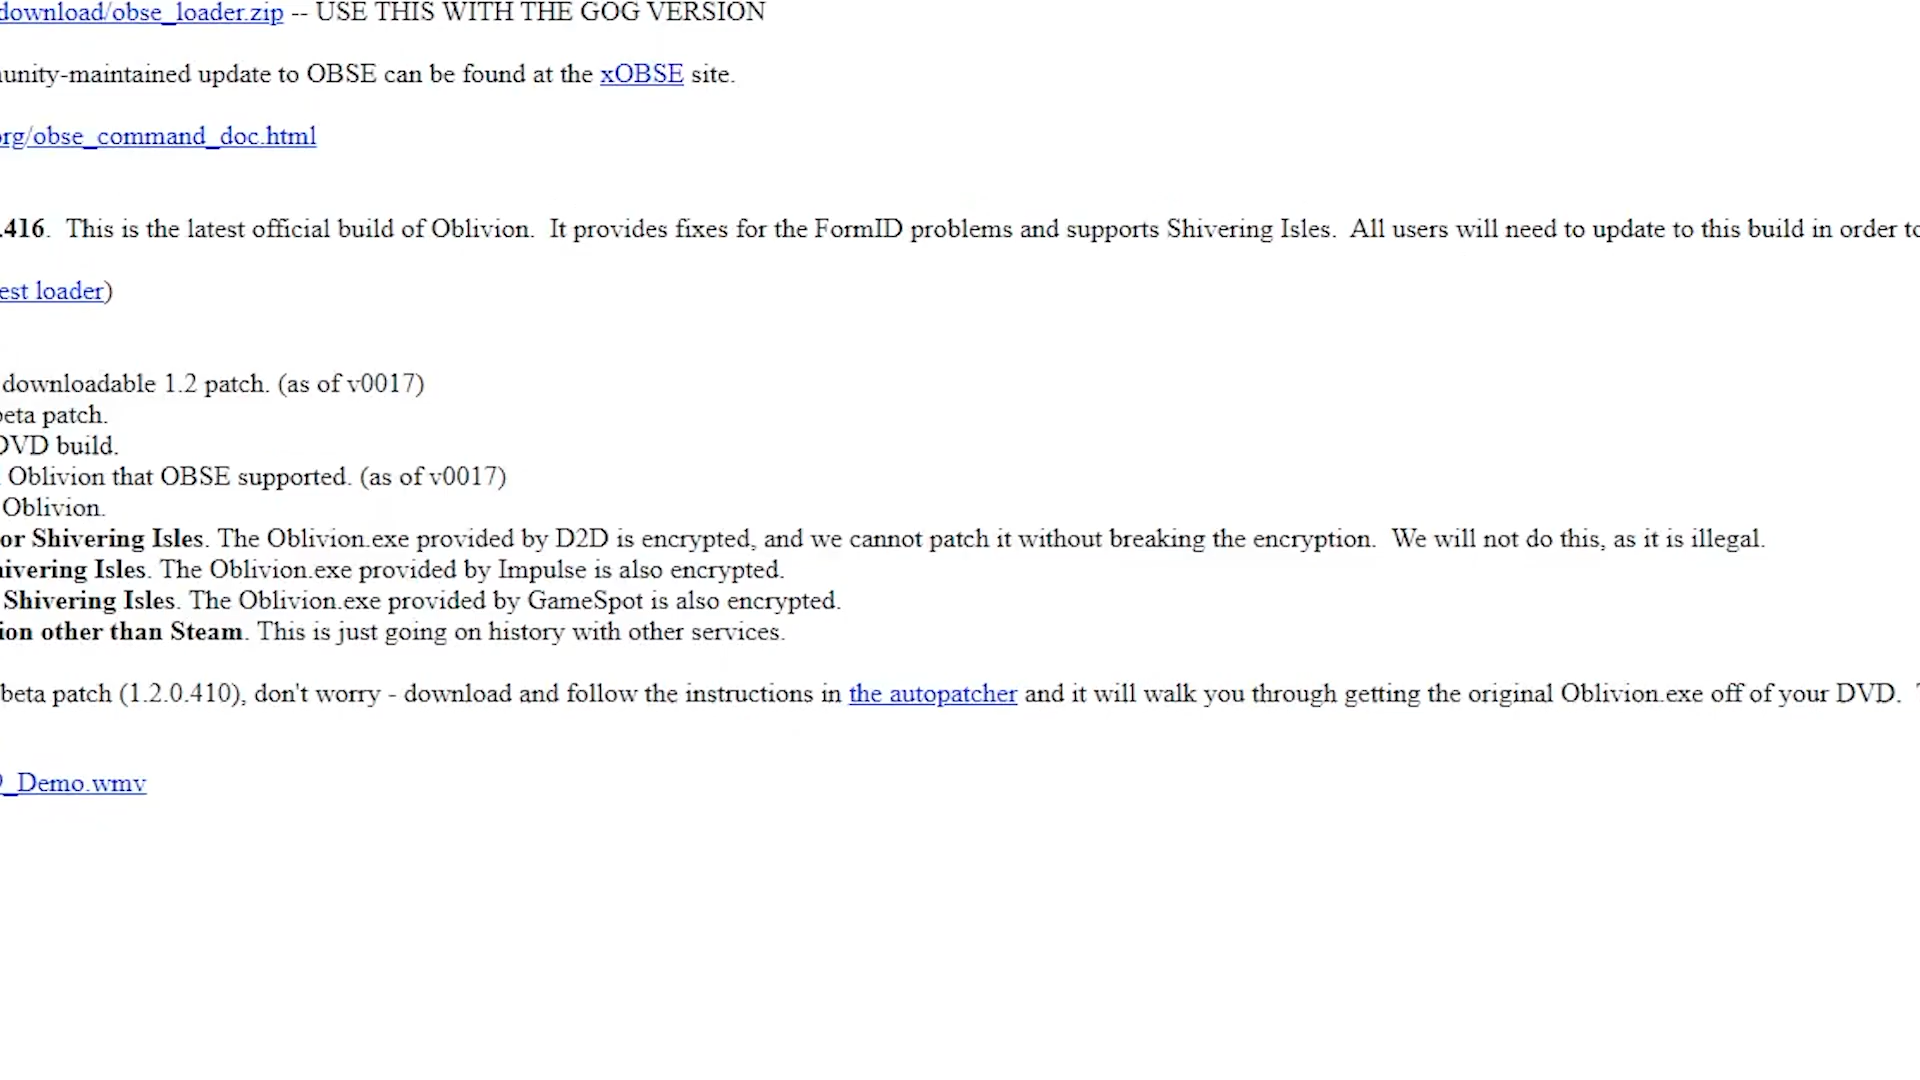 download/obse_loader.zip -- USE THIS WITH THE GOG VERSION
unity-maintained update to OBSE can be found at the xOBSE site.
org/obse_command_doc.html
.416.  This is the latest official build of Oblivion.  It provides fixes for the FormID problems and supports Shivering Isles.  All users will need to update to this build in order to
est loader)
downloadable 1.2 patch. (as of v0017)
beta patch.
DVD build.
Oblivion that OBSE supported. (as of v0017)
Oblivion.
or Shivering Isles. The Oblivion.exe provided by D2D is encrypted, and we cannot patch it without breaking the encryption.  We will not do this, as it is illegal.
ivering Isles. The Oblivion.exe provided by Impulse is also encrypted.
Shivering Isles. The Oblivion.exe provided by GameSpot is also encrypted.
ion other than Steam. This is just going on history with other services.
beta patch (1.2.0.410), don't worry - download and follow the instructions in the autopatcher and it will walk you through getting the original Oblivion.exe off of your DVD.
_Demo.wmv